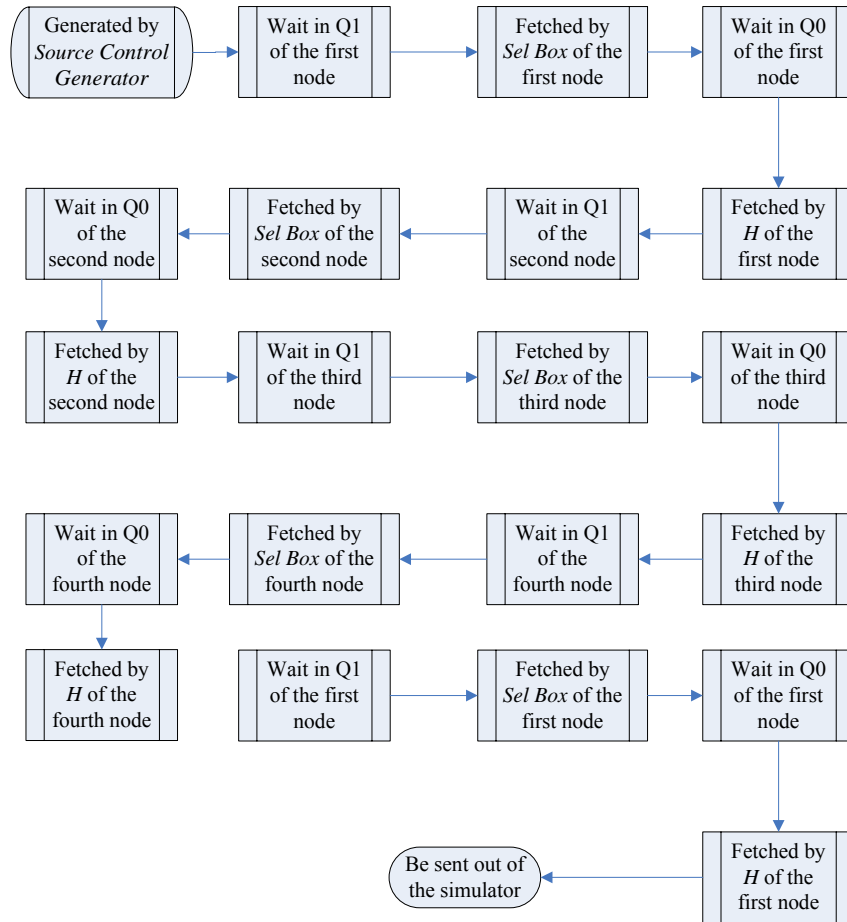 Generated by
Source Control
Generator
Wait in Q1
of the first
node
Fetched by
Sel Box of the
first node
Wait in Q0
of the first
node
Fetched by
H of the
first node
Wait in Q1
of the
second node
Fetched by
Sel Box of the
second node
Wait in Q0
of the
second node
Fetched by
H of the
second node
Wait in Q1
of the third
node
Fetched by
Sel Box of the
third node
Wait in Q0
of the third
node
Fetched by
H of the
third node
Wait in Q1
of the
fourth node
Fetched by
Sel Box of the
fourth node
Wait in Q0
of the
fourth node
Fetched by
H of the
fourth node
Wait in Q1
of the first
node
Fetched by
Sel Box of the
first node
Wait in Q0
of the first
node
Fetched by
H of the
first node
Be sent out of
the simulator